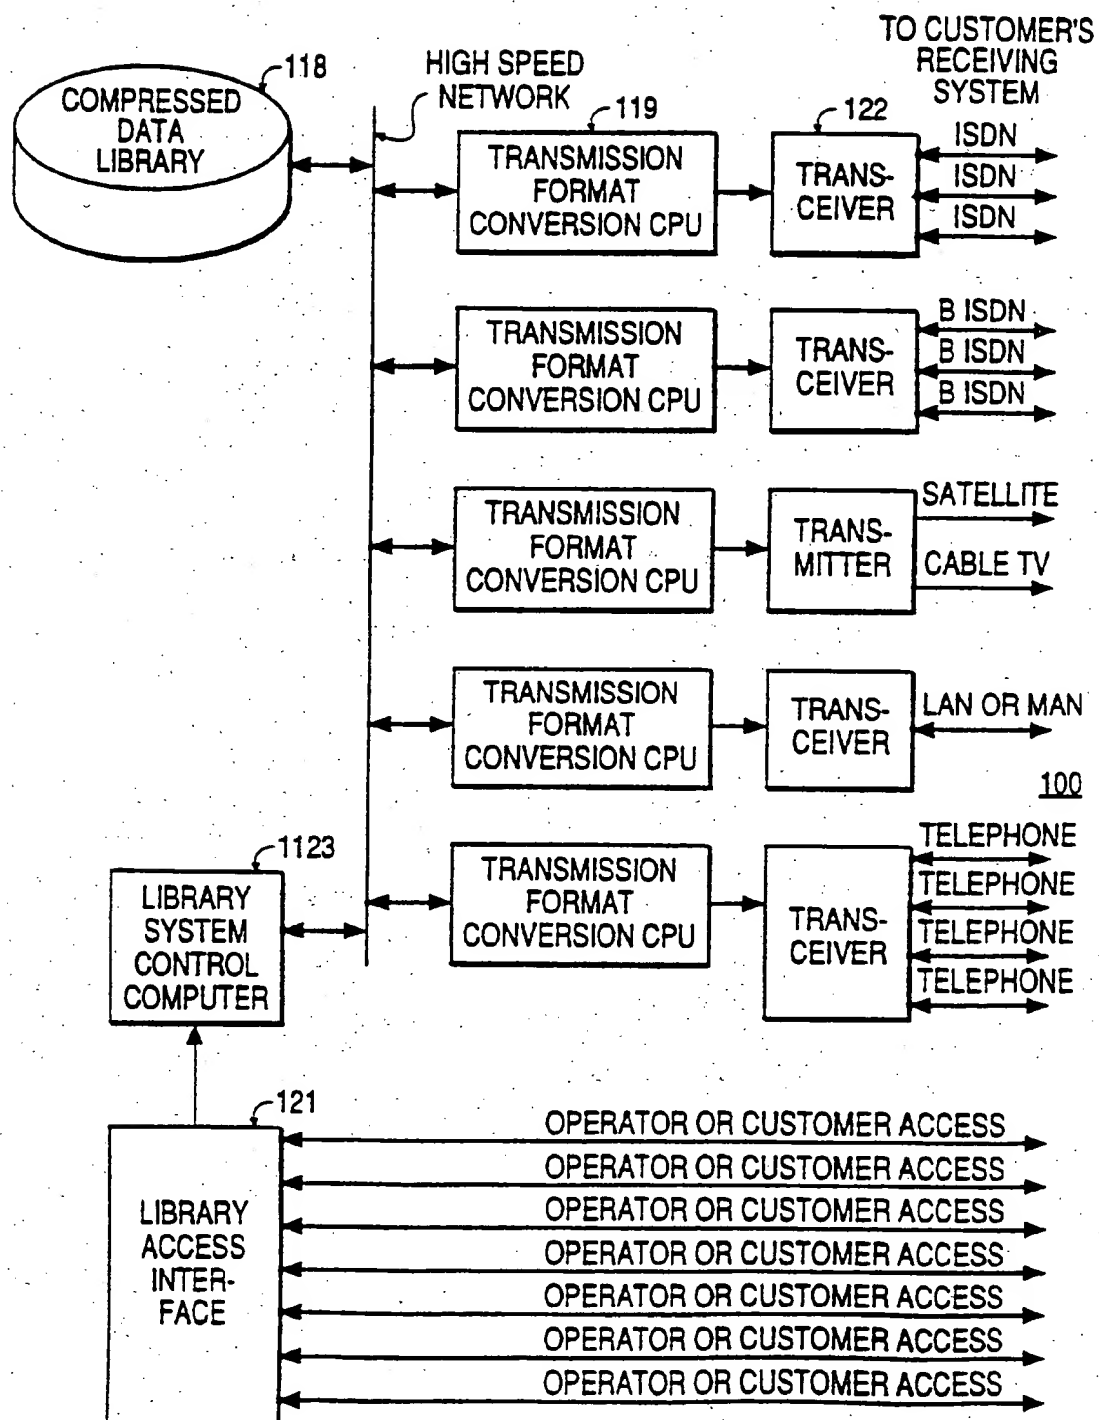 TO CUSTOMER'S
RECEIVING
SYSTEM
118
HIGH SPEED
NETWORK
COMPRESSED
DATA
LIBRARY
119
122
TRANSMISSION
FORMAT
CONVERSION CPU
TRANS-
CEIVER
ISDN
ISDN
ISDN
TRANSMISSION
FORMAT
CONVERSION CPU
TRANS-
CEIVER
B ISDN
B ISDN
B ISDN
TRANSMISSION
FORMAT
CONVERSION CPU
TRANS-
MITTER
SATELLITE
CABLE TV
TRANSMISSION
FORMAT
CONVERSION CPU
TRANS-
CEIVER
LAN OR MAN
100
1123
LIBRARY
SYSTEM
CONTROL
COMPUTER
TRANSMISSION
FORMAT
CONVERSION CPU
TRANS-
CEIVER
TELEPHONE
TELEPHONE
TELEPHONE
TELEPHONE
121
LIBRARY
ACCESS
INTER-
FACE
OPERATOR OR CUSTOMER ACCESS
OPERATOR OR CUSTOMER ACCESS
OPERATOR OR CUSTOMER ACCESS
OPERATOR OR CUSTOMER ACCESS
OPERATOR OR CUSTOMER ACCESS
OPERATOR OR CUSTOMER ACCESS
OPERATOR OR CUSTOMER ACCESS